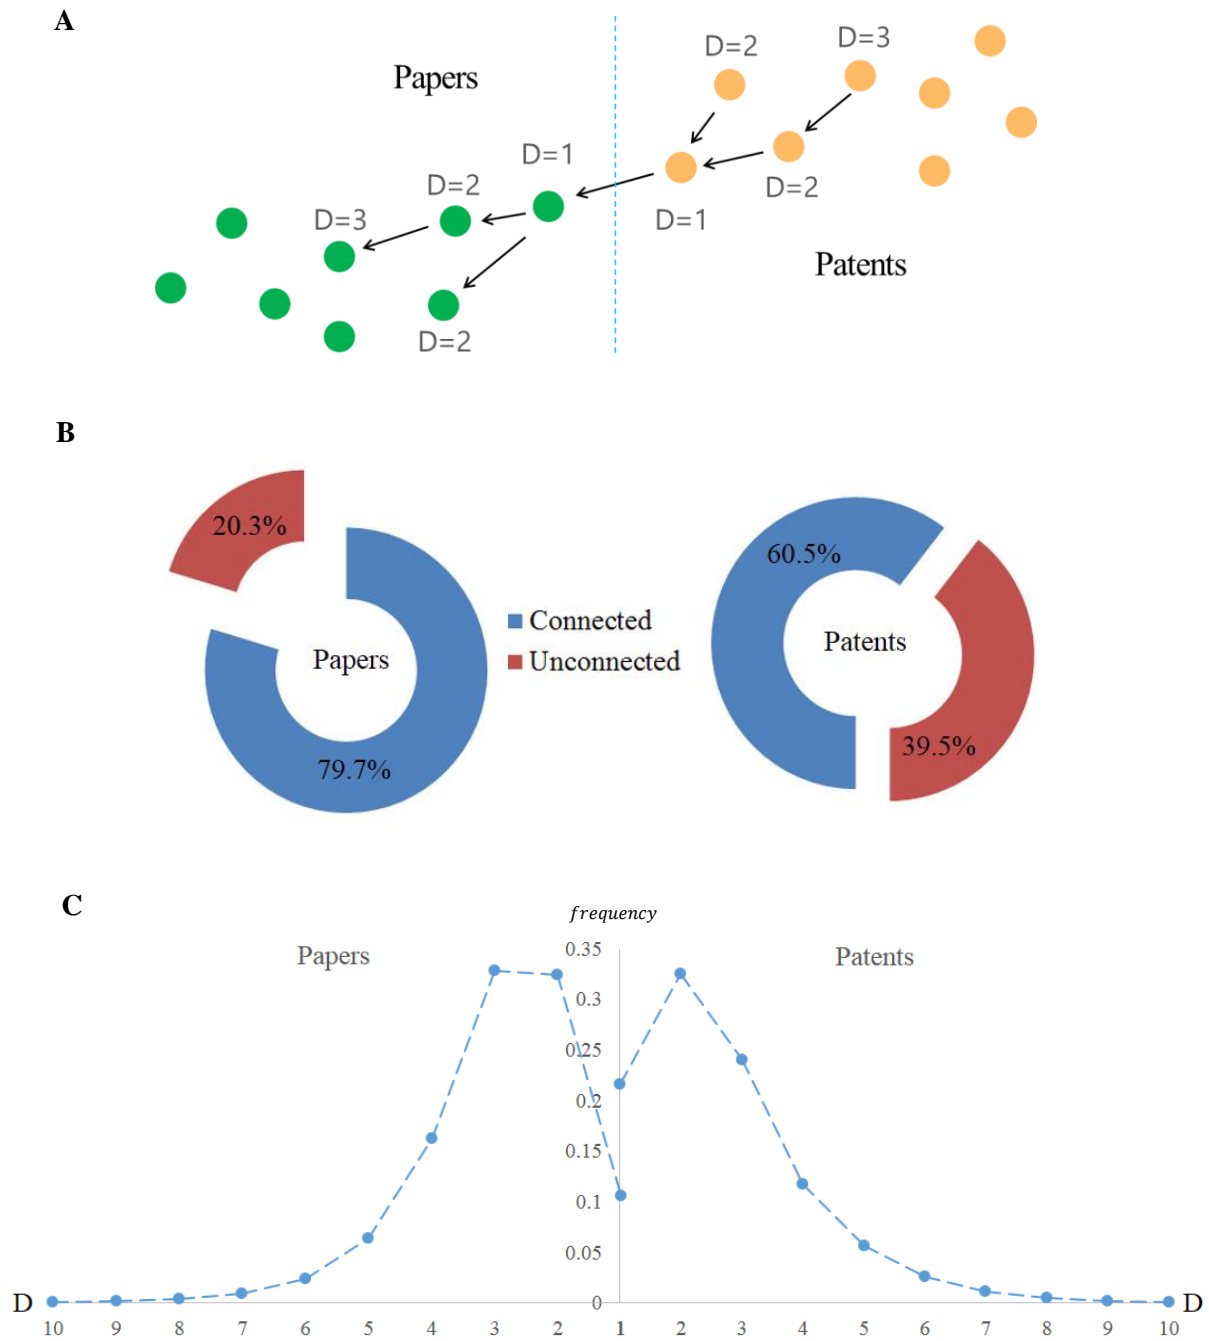 A
Papers
D=2
D=3
D=1
D=2
D=3
D=2
D=1
D=2
Patents
B
20.3%
60.5%
Connected
Unconnected
Papers
Patents
79.7%
39.5%
C
frequency
Papers
Patents
0.35
0.3
0.25
0.2
0.15
0.1
0.05
0
D
D
10 9 8 7 6 5 4 3 2 1 2 3 4 5 6 7 8 9 10